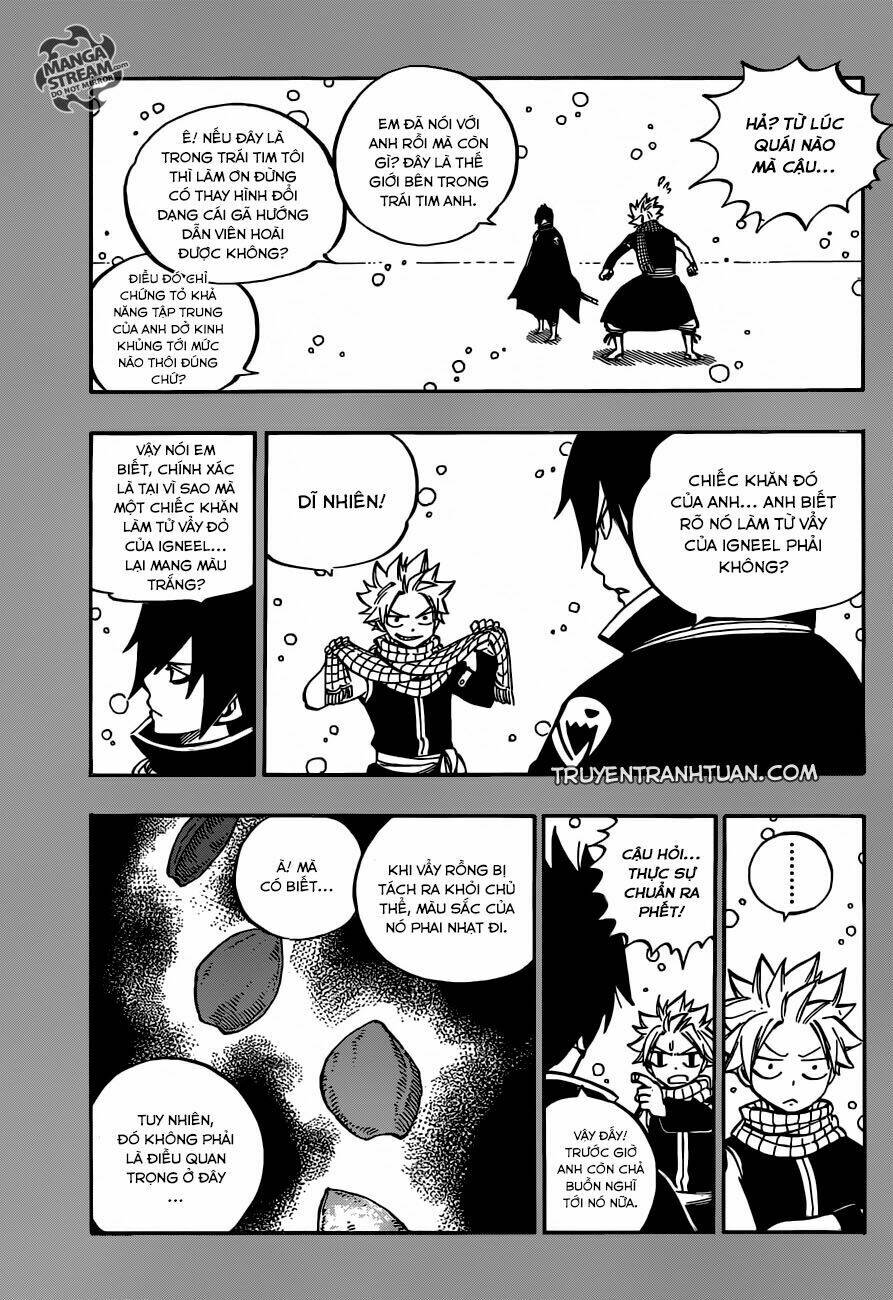 MANGA
STREAM.com
DO NOT MIRROR
HẢ? TỪ LÚC
QUÁI NÀO
MÀ CẬU...
EM ĐÃ NÓI VỚI
ANH RỒI MÀ CÒN
GÌ? ĐÂY LÀ THẾ
GIỚI BÊN TRONG
TRÁI TIM ANH.
Ê! NẾU ĐÂY LÀ
TRONG TRÁI TIM TÔI
THÌ LÀM ƠN ĐỪNG
CÓ THAY HÌNH ĐỔI
DẠNG CÁI GÃ HƯỚNG
DẪN VIÊN HOÀI
ĐƯỢC KHÔNG?
ĐIỀU ĐÓ CHỈ
CHỨNG TỎ KHẢ
NĂNG TẬP TRUNG
CỦA ANH DỞ KINH
KHỦNG TỚI MỨC
NÀO THÔI ĐÚNG
CHỨ?
CHIẾC KHĂN ĐÓ
CỦA ANH... ANH BIẾT
RÕ NÓ LÀM TỪ VẨY
CỦA IGNEEL PHẢI
KHÔNG?
DĨ NHIÊN!
VẬY NÓI EM
BIẾT, CHÍNH XÁC
LÀ TẠI VÌ SAO MÀ
MỘT CHIẾC KHĂN
LÀM TỪ VẨY ĐỎ
CỦA IGNEEL...
LẠI MANG MÀU
TRẮNG?
TRUYENTRANHTUAN.COM
.........
CẬU HỎI...
THỰC SỰ
CHUẨN RA
PHẾT!
VẬY ĐẤY!
TRƯỚC GIỜ
ANH CÒN CHẢ
BUỒN NGHĨ
TỚI NÓ NỮA.
KHI VẨY RỒNG BỊ
TÁCH RA KHỎI CHỦ
THỂ, MÀU SẮC CỦA
NÓ PHAI NHẠT ĐI.
À! MÀ
CÓ BIẾT...
TUY NHIÊN,
ĐÓ KHÔNG PHẢI
LÀ ĐIỀU QUAN
TRỌNG Ở ĐÂY
...